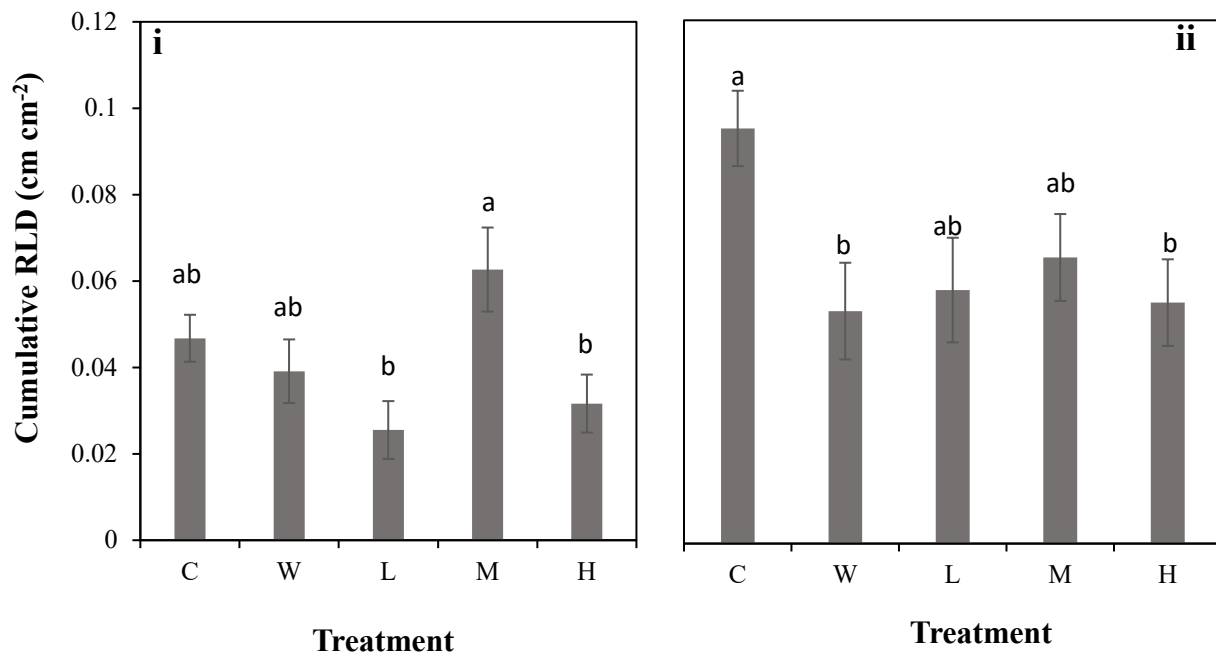 Cumulative RLD (cm cm⁻²)
0.12
0.1
0.08
0.06
0.04
0.02
0
i
ab
ab
b
a
b
C W L M H
Treatment
ii
a
b
ab
ab
b
C W L M H
Treatment